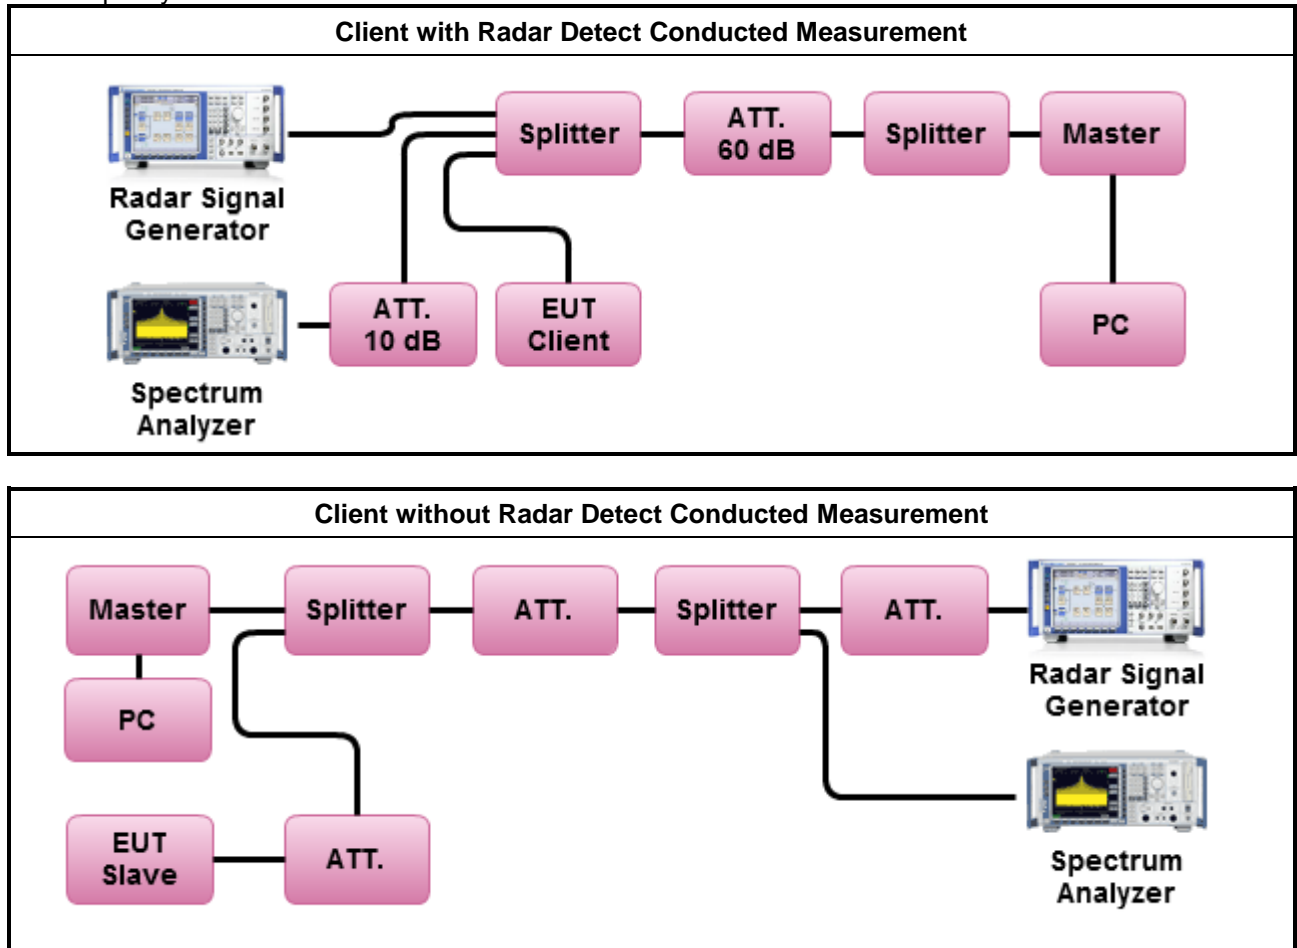 Client with Radar Detect Conducted Measurement
Splitter
ATT.
60 dB
Splitter
Master
Radar Signal
Generator
ATT.
10 dB
EUT
Client
PC
Spectrum
Analyzer
Client without Radar Detect Conducted Measurement
Master
Splitter
ATT.
Splitter
ATT.
Radar Signal
Generator
PC
EUT
Slave
ATT.
Spectrum
Analyzer